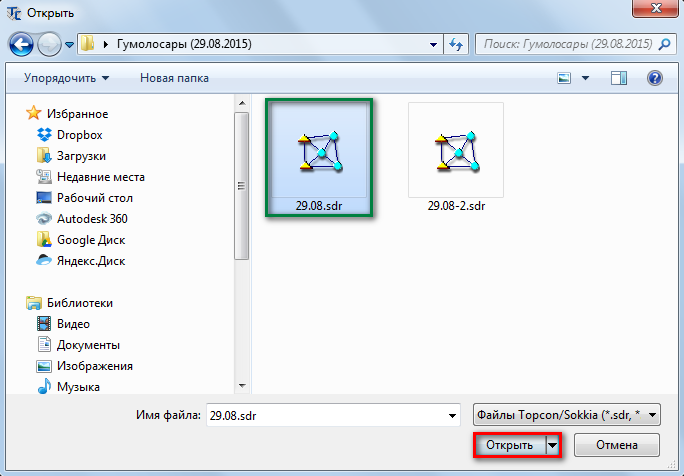 TC Открыть
Гумолосары (29.08.2015)
Поиск: Гумолосары (29.08.2015)
Упорядочить
Новая папка
Избранное
Dropbox
Загрузки
Недавние места
Рабочий стол
Autodesk 360
Google Диск
Яндекс.Диск
Библиотеки
Видео
Документы
Изображения
Музыка
29.08.sdr
29.08-2.sdr
Имя файла: 29.08.sdr
Файлы Topcon/Sokkia (*.sdr, *
Открыть
Отмена